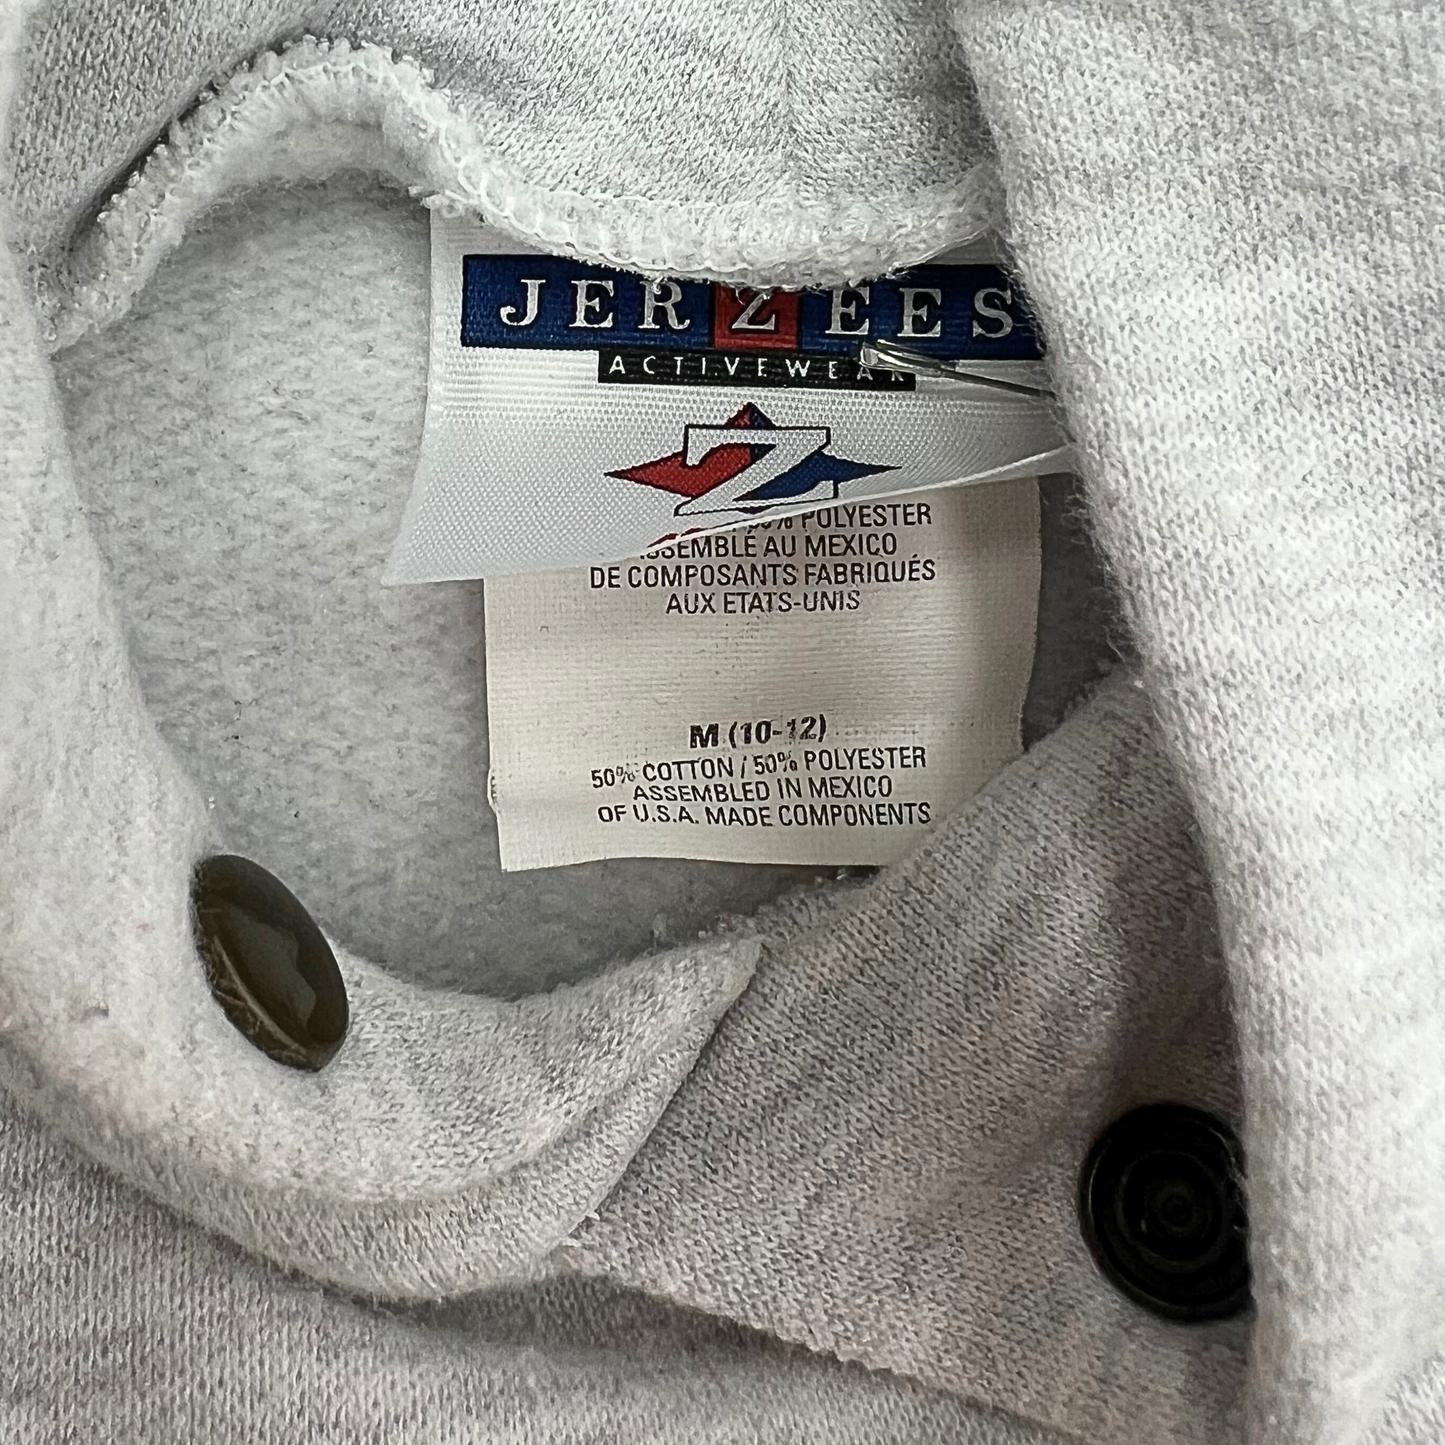 JERZEES
ACTIVEWEAR
Z
% POLYESTER
ASSEMBLÉ AU MEXICO
DE COMPOSANTS FABRIQUÉS
AUX ETATS-UNIS
M (10-12)
50% COTTON / 50% POLYESTER
ASSEMBLED IN MEXICO
OF U.S.A. MADE COMPONENTS